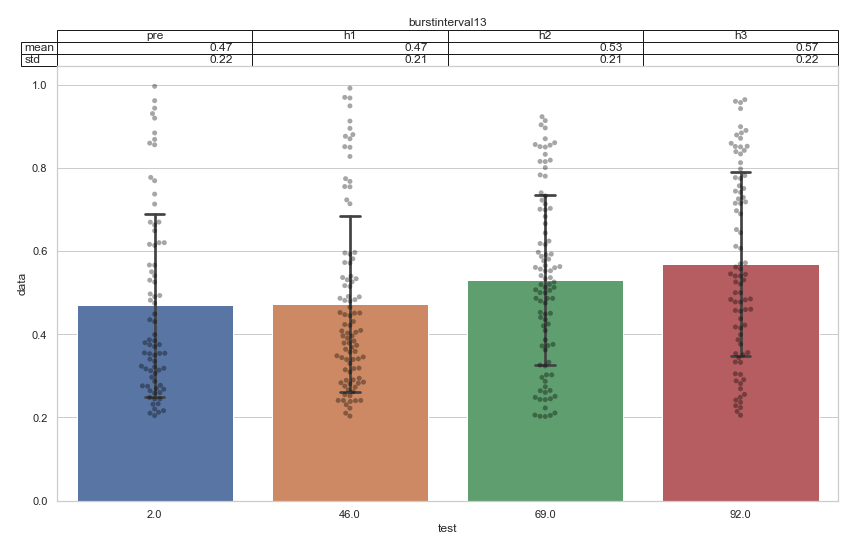 burstinterval13
pre h1 h2 h3
mean 0.47 0.47 0.53 0.57
std 0.22 0.21 0.21 0.22
1.0
0.8
0.6
0.4
0.2
0.0
data
2.0 46.0 69.0 92.0
test